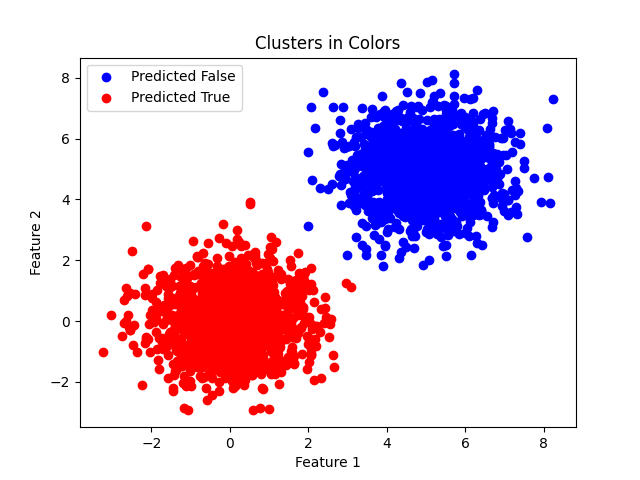 Clusters in Colors
Predicted False
Predicted True
8
6
4
2
0
−2
Feature 2
−2 0 2 4 6 8
Feature 1